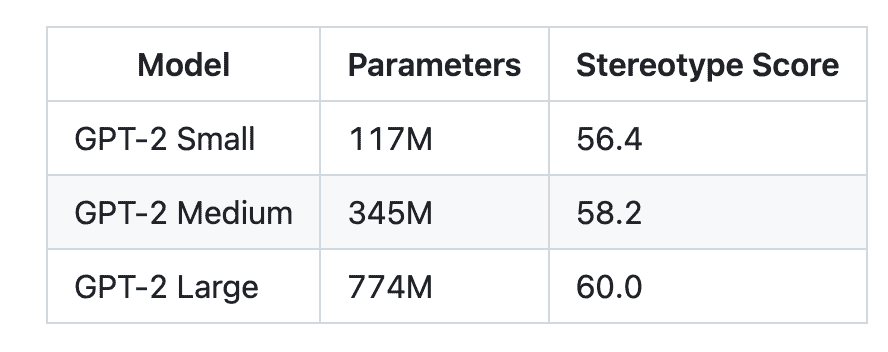 Model Parameters Stereotype Score
GPT-2 Small 117M 56.4
GPT-2 Medium 345M 58.2
GPT-2 Large 774M 60.0